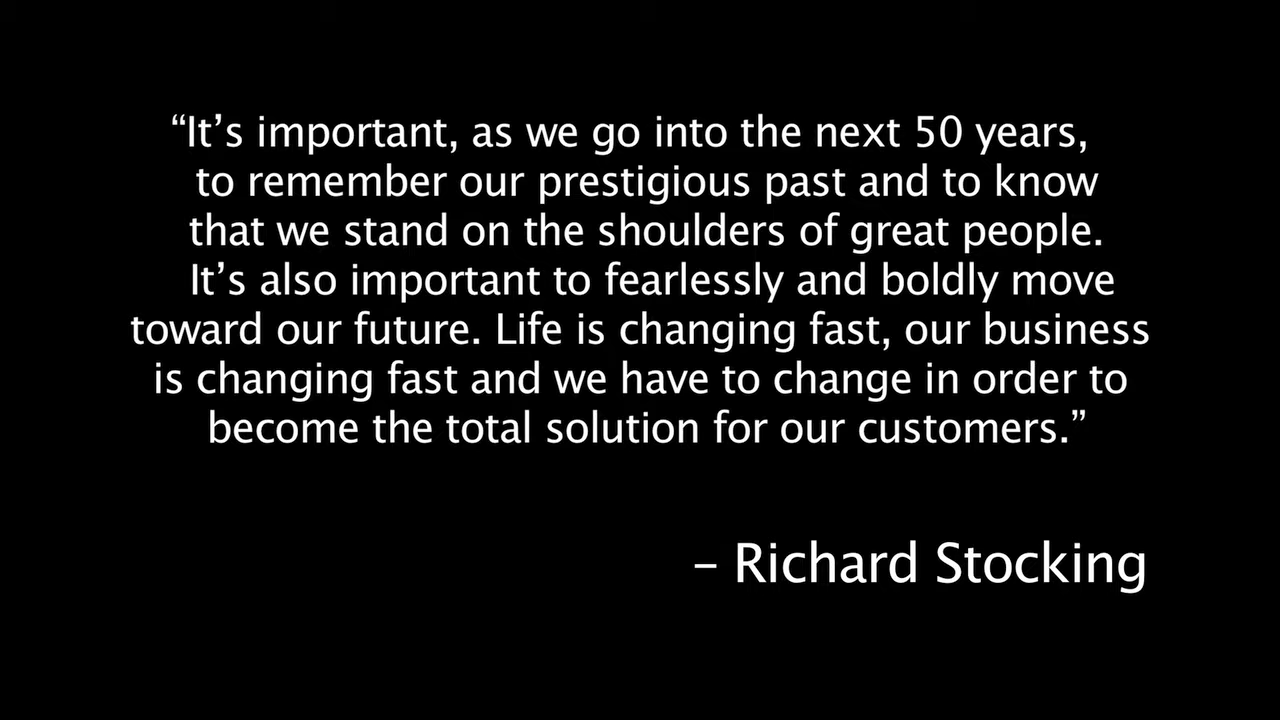 “It’s important, as we go into the next 50 years,
to remember our prestigious past and to know
that we stand on the shoulders of great people.
It’s also important to fearlessly and boldly move
toward our future. Life is changing fast, our business
is changing fast and we have to change in order to
become the total solution for our customers.”
– Richard Stocking